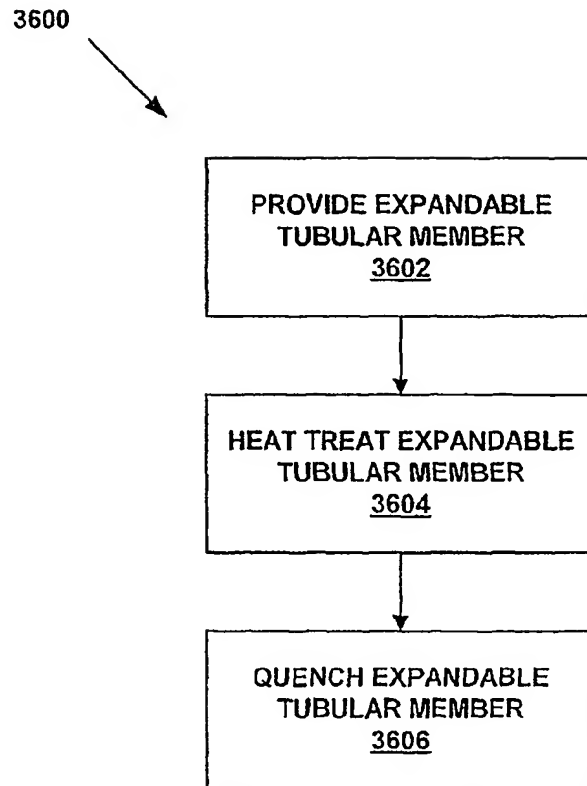 3600
PROVIDE EXPANDABLE
TUBULAR MEMBER
3602
HEAT TREAT EXPANDABLE
TUBULAR MEMBER
3604
QUENCH EXPANDABLE
TUBULAR MEMBER
3606